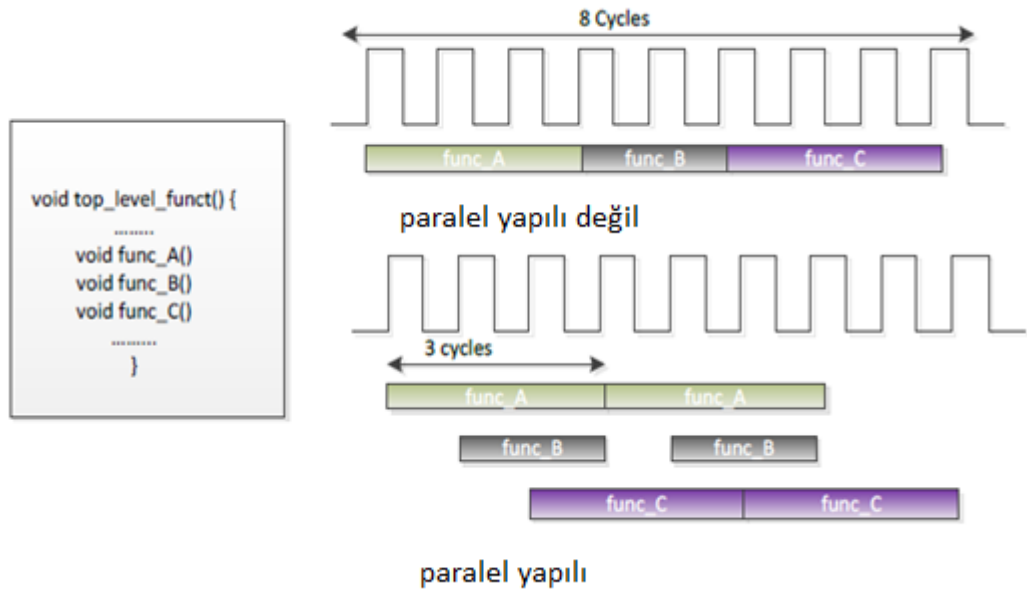 void top_level_funct() {
........
void func_A()
void func_B()
void func_C()
.........
}
8 Cycles
func_A func_B func_C
paralel yapılı değil
3 cycles
func_A func_A
func_B func_B
func_C func_C
paralel yapılı